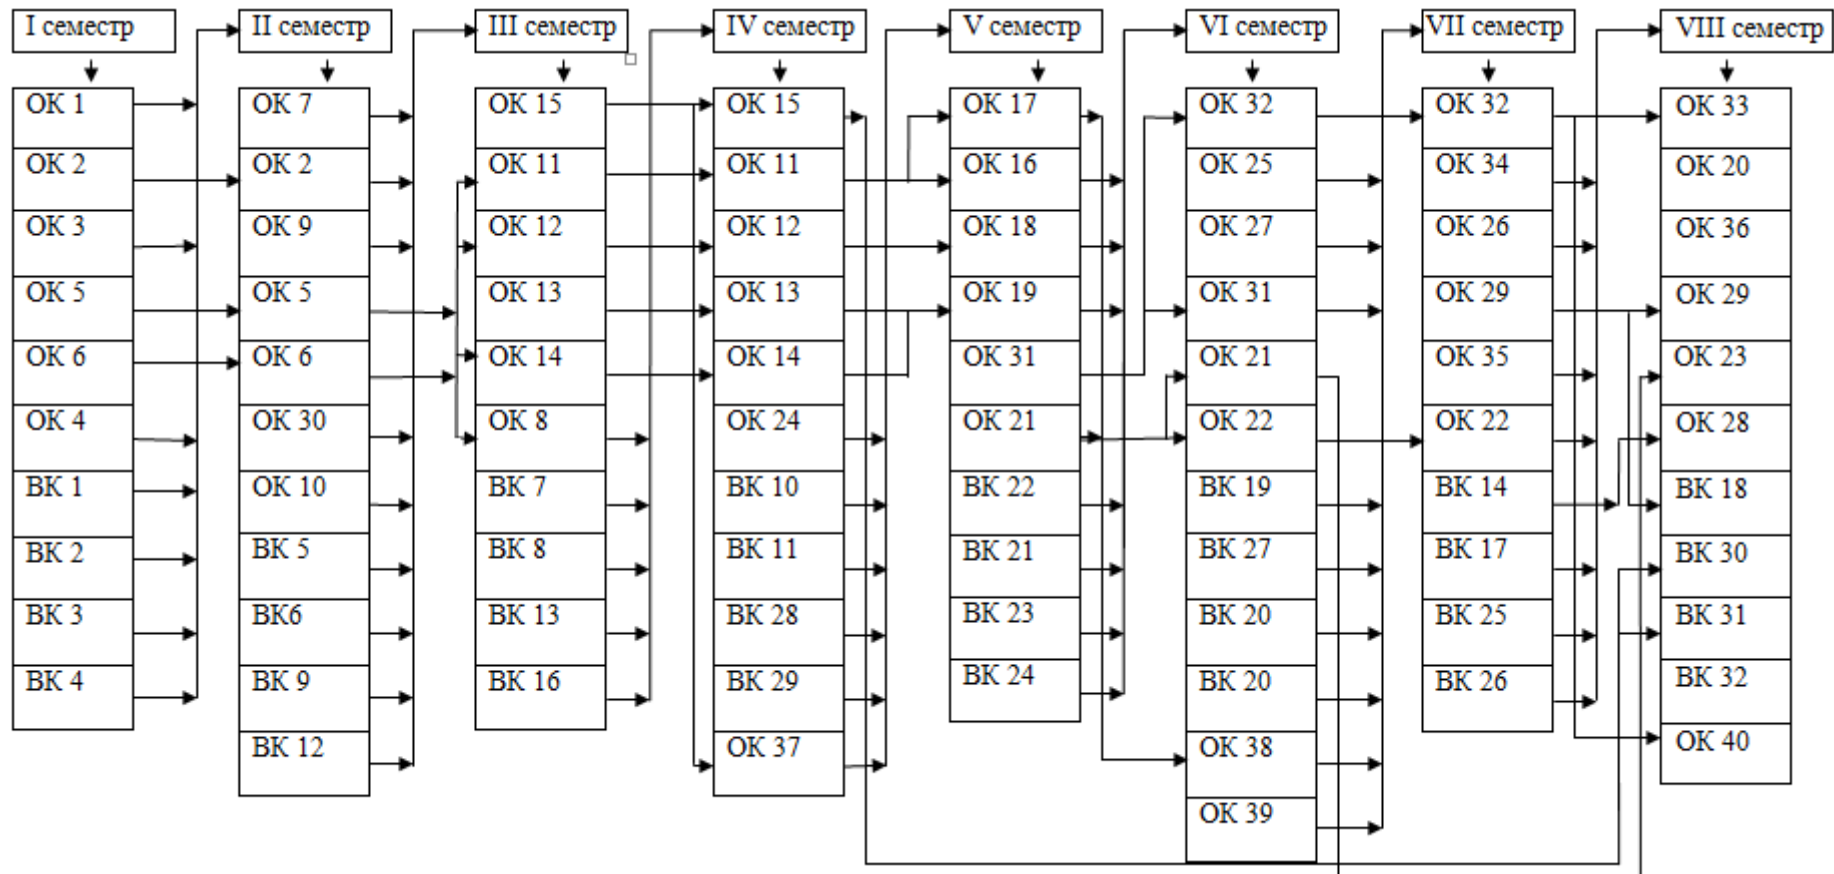 I семестр
II семестр
III семестр
IV семестр
V семестр
VI семестр
VII семестр
VIII семестр
ОК 1
ОК 2
ОК 3
ОК 5
ОК 6
ОК 4
ВК 1
ВК 2
ВК 3
ВК 4
ОК 7
ОК 2
ОК 9
ОК 5
ОК 6
ОК 30
ОК 10
ВК 5
ВК6
ВК 9
ВК 12
ОК 15
ОК 11
ОК 12
ОК 13
ОК 14
ОК 8
ВК 7
ВК 8
ВК 13
ВК 16
ОК 15
ОК 11
ОК 12
ОК 13
ОК 14
ОК 24
ВК 10
ВК 11
ВК 28
ВК 29
ОК 37
ОК 17
ОК 16
ОК 18
ОК 19
ОК 31
ОК 21
ВК 22
ВК 21
ВК 23
ВК 24
ОК 32
ОК 25
ОК 27
ОК 31
ОК 21
ОК 22
ВК 19
ВК 27
ВК 20
ВК 20
ОК 38
ОК 39
ОК 32
ОК 34
ОК 26
ОК 29
ОК 35
ОК 22
ВК 14
ВК 17
ВК 25
ВК 26
ОК 33
ОК 20
ОК 36
ОК 29
ОК 23
ОК 28
ВК 18
ВК 30
ВК 31
ВК 32
ОК 40